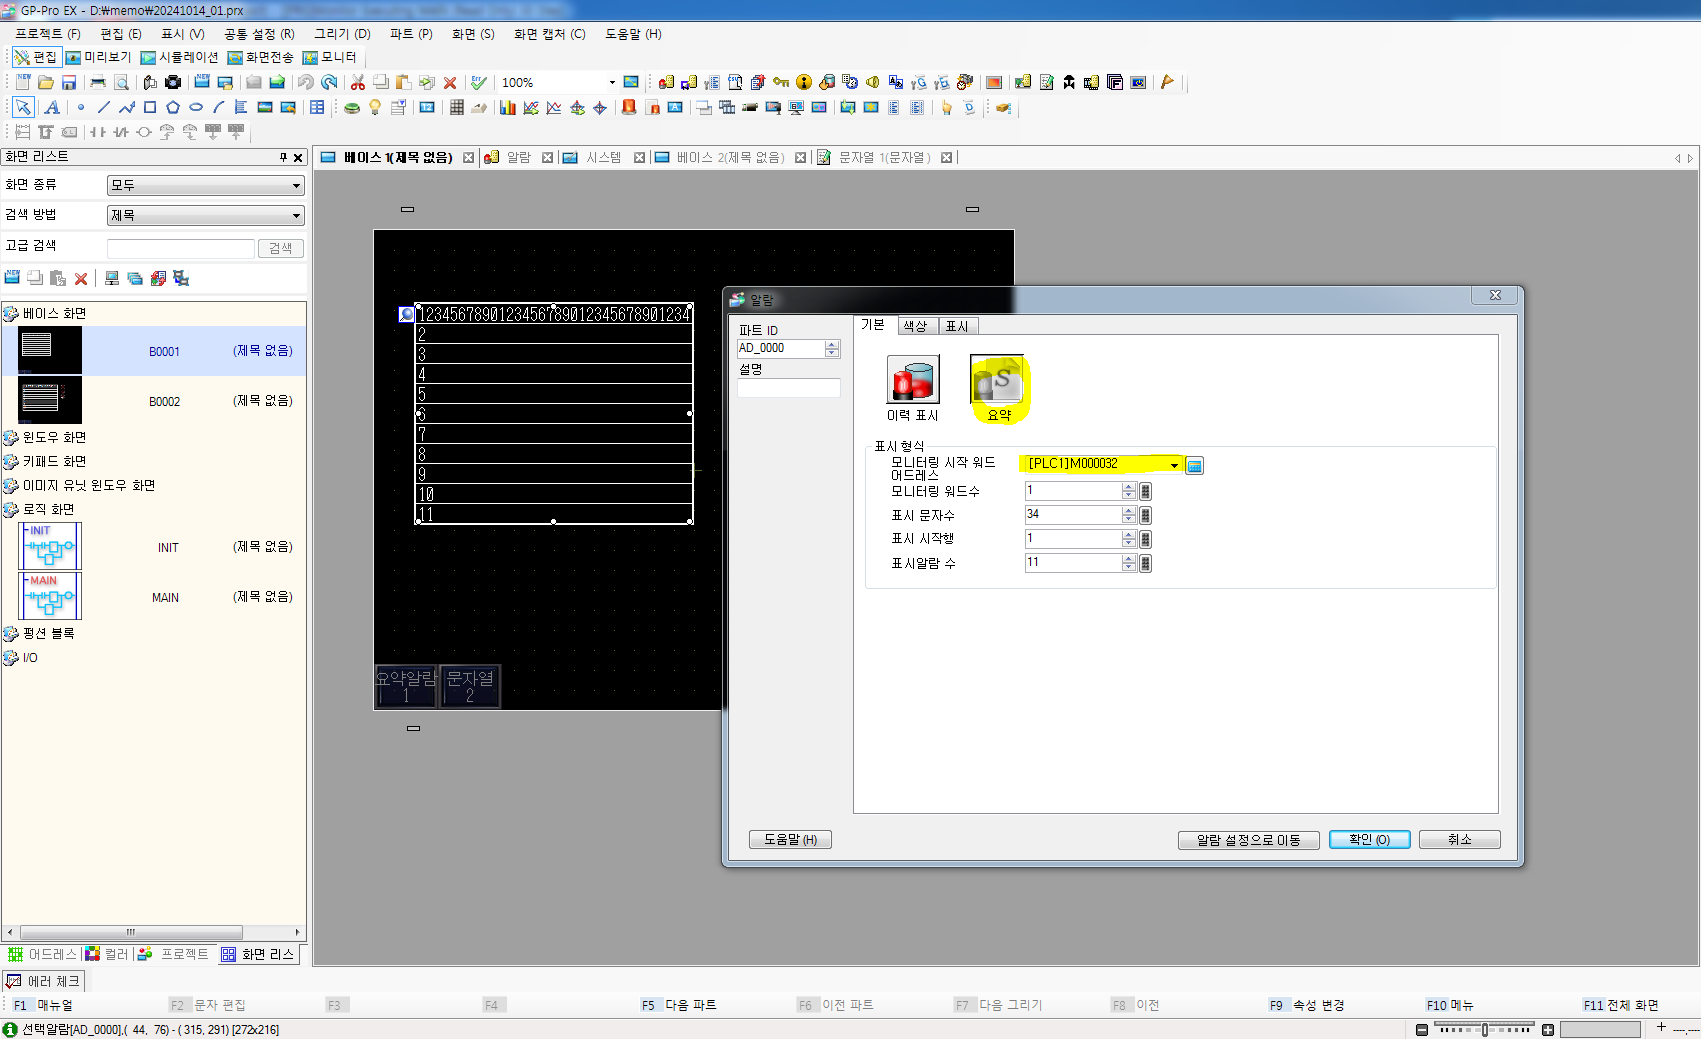 GP-Pro EX - D:₩memo₩20241014_01.prx
프로젝트 (F) 편집 (E) 표시 (V) 공통 설정 (R) 그리기 (D) 파트 (P) 화면 (S) 화면 캡처 (C) 도움말 (H)
편집 미리보기 시뮬레이션 화면전송 모니터
100%
화면 리스트
베이스 1(제목 없음) 알람 시스템 베이스 2(제목 없음) 문자열 1(문자열)
화면 종류 모두
검색 방법 제목
고급 검색 검색
베이스 화면
B0001 (제목 없음)
B0002 (제목 없음)
윈도우 화면
키패드 화면
이미지 유닛 윈도우 화면
로직 화면
INIT INIT (제목 없음)
MAIN MAIN (제목 없음)
펑션 블록
I/O
1234567890123456789012345678901234
2
3
4
5
6
7
8
9
10
11
요약알람 1
문자열 2
알람
파트 ID
AD_0000
설명
기본 색상 표시
이력 표시 요약
표시 형식
모니터링 시작 워드 어드레스 [PLC1]M000032
모니터링 워드수 1
표시 문자수 34
표시 시작행 1
표시알람 수 11
도움말 (H) 알람 설정으로 이동 확인 (O) 취소
어드레스 컬러 프로젝트 화면 리스
에러 체크
F1 매뉴얼 F2 문자 편집 F3 F4 F5 다음 파트 F6 이전 파트 F7 다음 그리기 F8 이전 F9 속성 변경 F10 메뉴 F11 전체 화면
선택알람[AD_0000],( 44, 76) - ( 315, 291) [272x216]